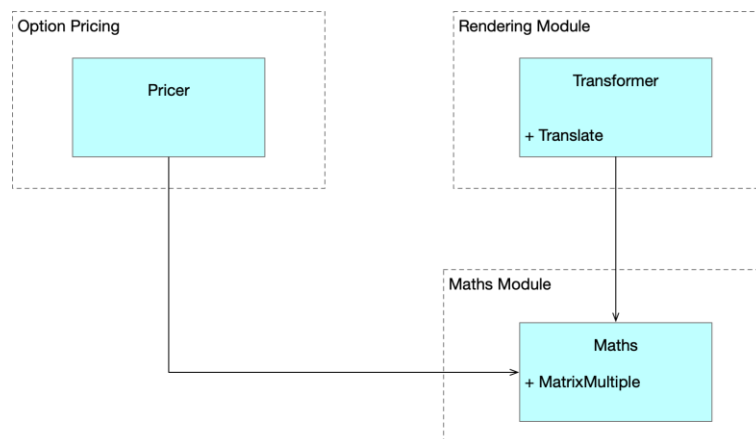 Option Pricing
Rendering Module
Pricer
Transformer
+ Translate
Maths Module
Maths
+ MatrixMultiple